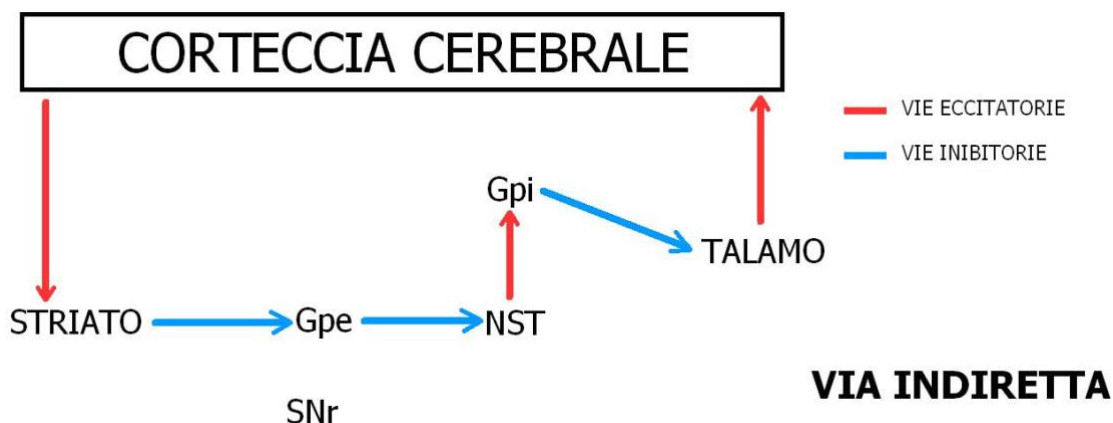 CORTECCIA CEREBRALE
VIE ECCITATORIE
VIE INIBITORIE
Gpi
TALAMO
STRIATO
Gpe
NST
VIA INDIRETTA
SNr